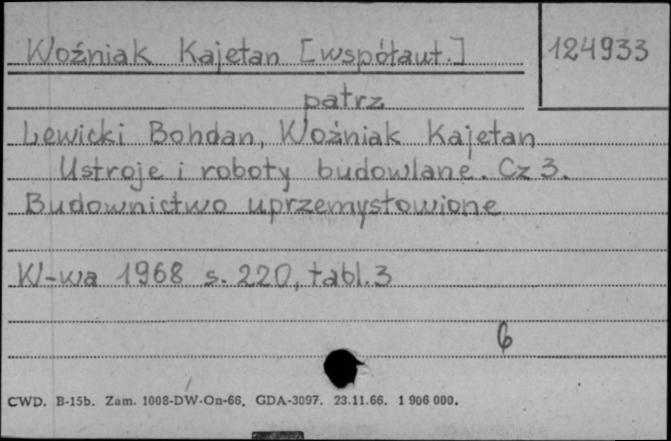 Woźniak Kajetan [współaut.] 124933
patrz
Lewicki Bohdan, Woźniak Kajetan
Ustroje i roboty budowlane. Cz 3.
Budownictwo uprzemysłowione
W-wa 1968 s. 220, tabl. 3
6
CWD. B-15b. Zam. 1008-DW-On-66. GDA-3097. 23.11.66. 1 906 000.